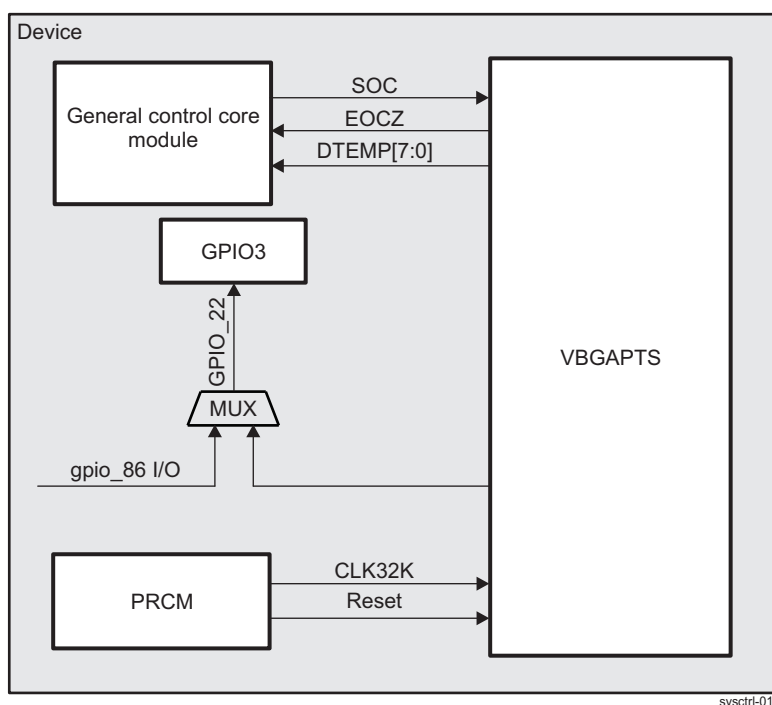 Device
General control core
module
SOC
EOCZ
DTEMP[7:0]
GPIO3
GPIO_22
MUX
gpio_86 I/O
VBGAPTS
PRCM
CLK32K
Reset
sysctrl-01